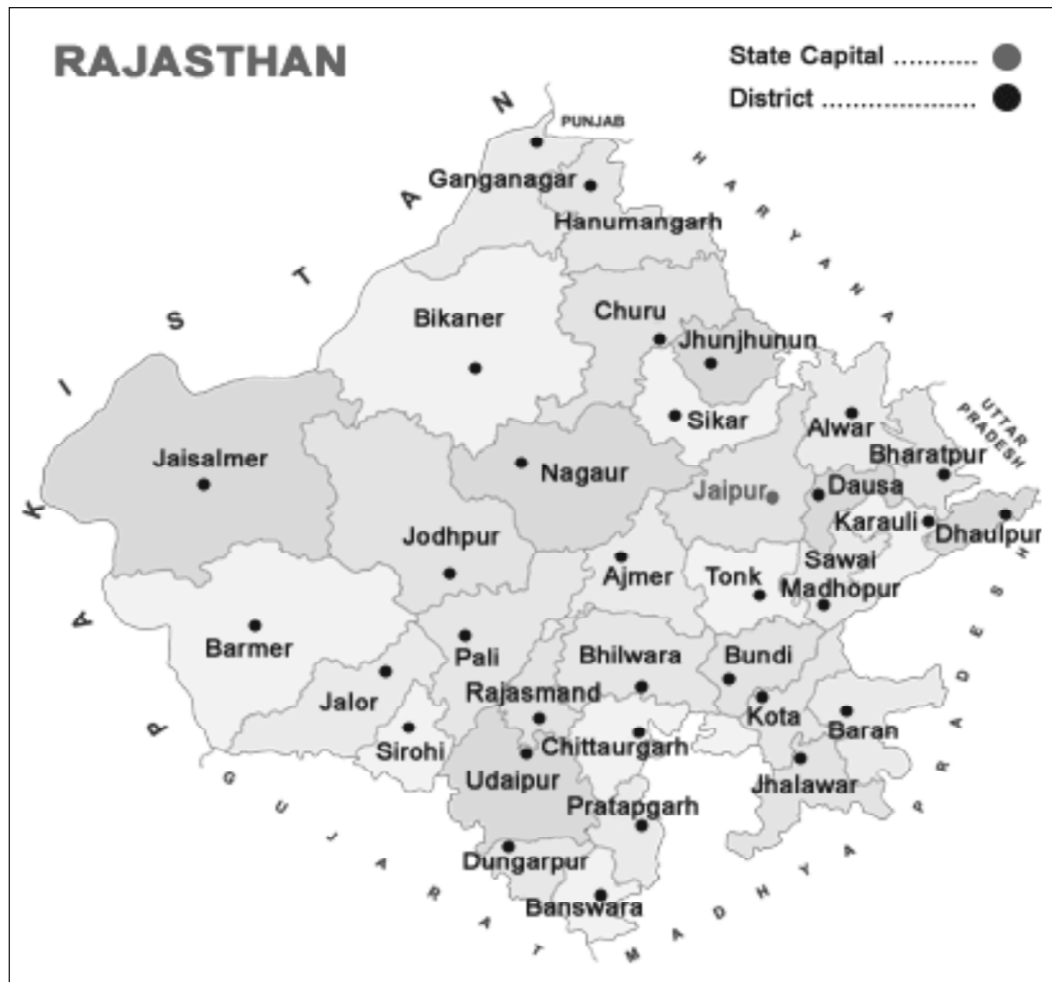 RAJASTHAN
State Capital ...........
District ......................
PAKISTAN
PUNJAB
HARYANA
Ganganagar
Hanumangarh
Bikaner
Churu
Jhunjhunun
Sikar
Alwar
UTTAR
PRADESH
Bharatpur
Jaisalmer
Nagaur
Jaipur
Dausa
Karauli
Dhaulpur
Jodhpur
Ajmer
Tonk
Sawai
Madhopur
Barmer
Pali
Bhilwara
Bundi
Jalor
Rajasmand
Kota
Baran
Sirohi
Chittaurgarh
Udaipur
Jhalawar
Pratapgarh
Dungarpur
Banswara
GUJARAT
MADHYA PRADESH